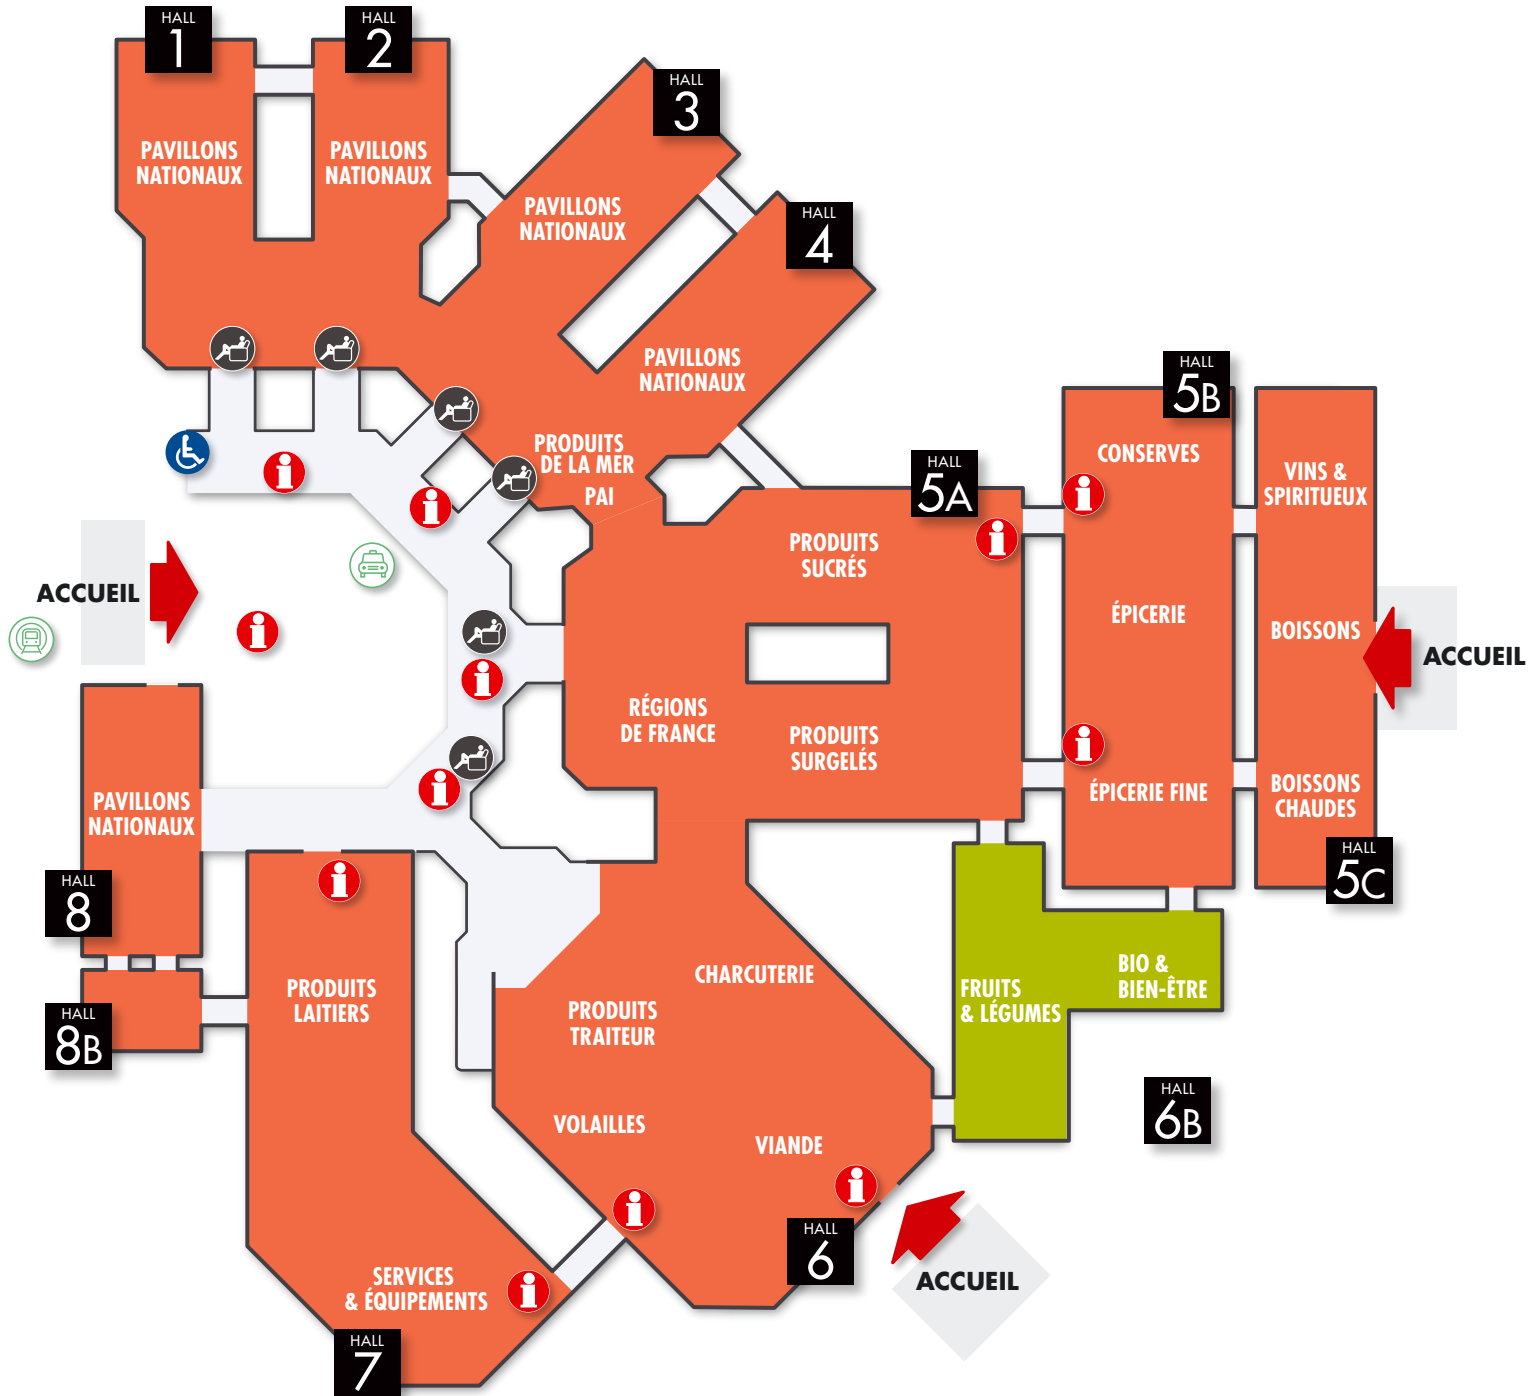 HALL
1
HALL
2
HALL
3
HALL
4
PAVILLONS
NATIONAUX
PAVILLONS
NATIONAUX
PAVILLONS
NATIONAUX
PAVILLONS
NATIONAUX
PRODUITS
DE LA MER
PAI
HALL
5A
HALL
5B
CONSERVES
VINS &
SPIRITUEUX
PRODUITS
SUCRÉS
ÉPICERIE
BOISSONS
ACCUEIL
ACCUEIL
RÉGIONS
DE FRANCE
PRODUITS
SURGELÉS
ÉPICERIE FINE
BOISSONS
CHAUDES
HALL
5C
PAVILLONS
NATIONAUX
HALL
8
HALL
8B
PRODUITS
LAITIERS
CHARCUTERIE
PRODUITS
TRAITEUR
FRUITS
& LÉGUMES
BIO &
BIEN-ÊTRE
HALL
6B
VOLAILLES
VIANDE
HALL
6
ACCUEIL
SERVICES
& ÉQUIPEMENTS
HALL
7